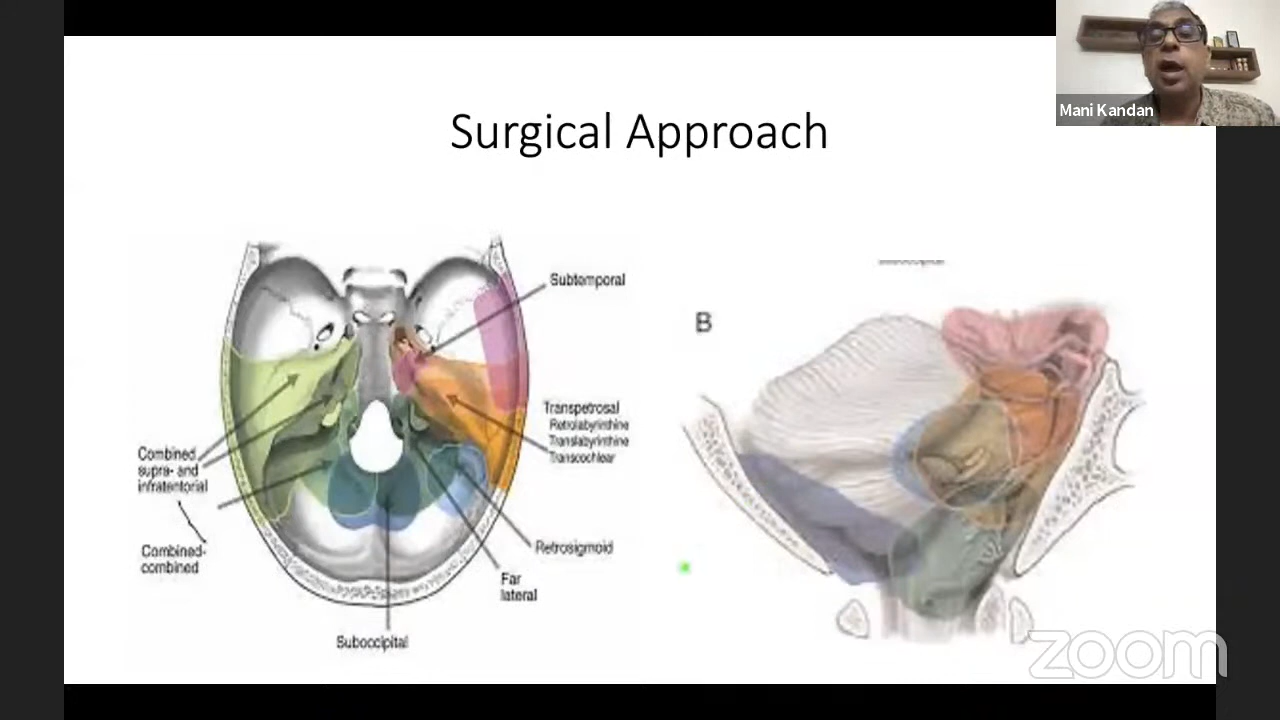 Mani Kandan
Surgical Approach
Subtemporal
B
Transpetrosal
Retrolabyrinthine
Translabyrinthine
Transcochlear
Combined
supra- and
infratentorial
Combined-
combined
Retrosigmoid
Far
lateral
Suboccipital
zoom